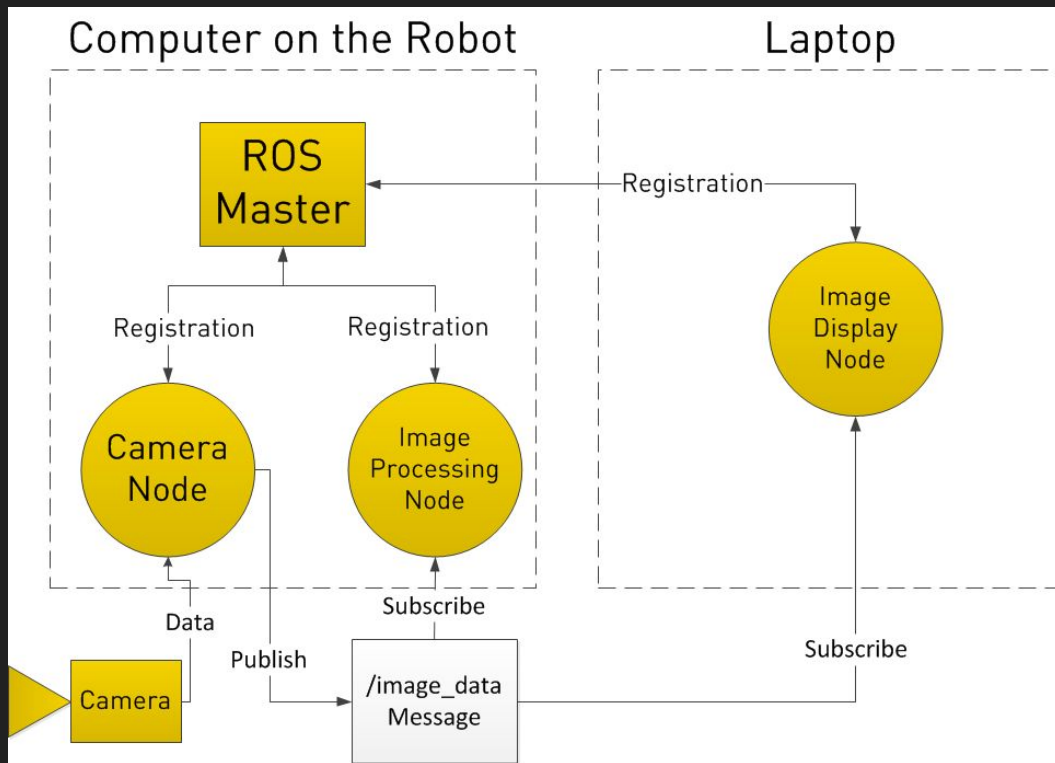 Computer on the Robot
Laptop
ROS
Master
Registration
Image
Display
Node
Registration
Registration
Camera
Node
Image
Processing
Node
Data
Subscribe
Publish
Subscribe
Camera
/image_data
Message